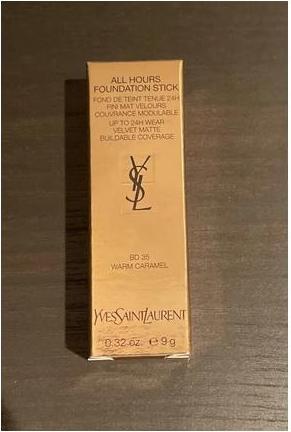 ALL HOURS
FOUNDATION STICK
FOND DE TEINT TENUE 24H
FINI MAT VELOURS
COUVRANCE MODULABLE
UP TO 24H WEAR
VELVET MATTE
BUILDABLE COVERAGE
YSL
BD 35
WARM CARAMEL
YVESSAINTLAURENT
0.32 oz. ℮ 9 g